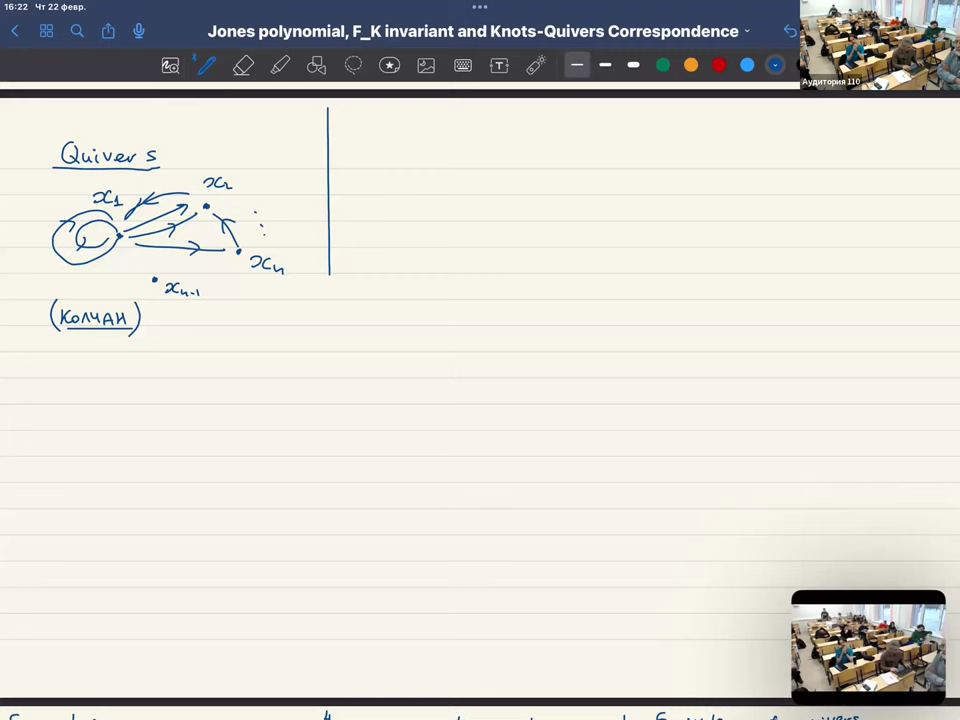 16:22 Чт 22 февр.
Jones polynomial, F_K invariant and Knots-Quivers Correspondence
Аудитория 110
Quivers
x2
x1
xn
xn-1
(КОЛЧАН)